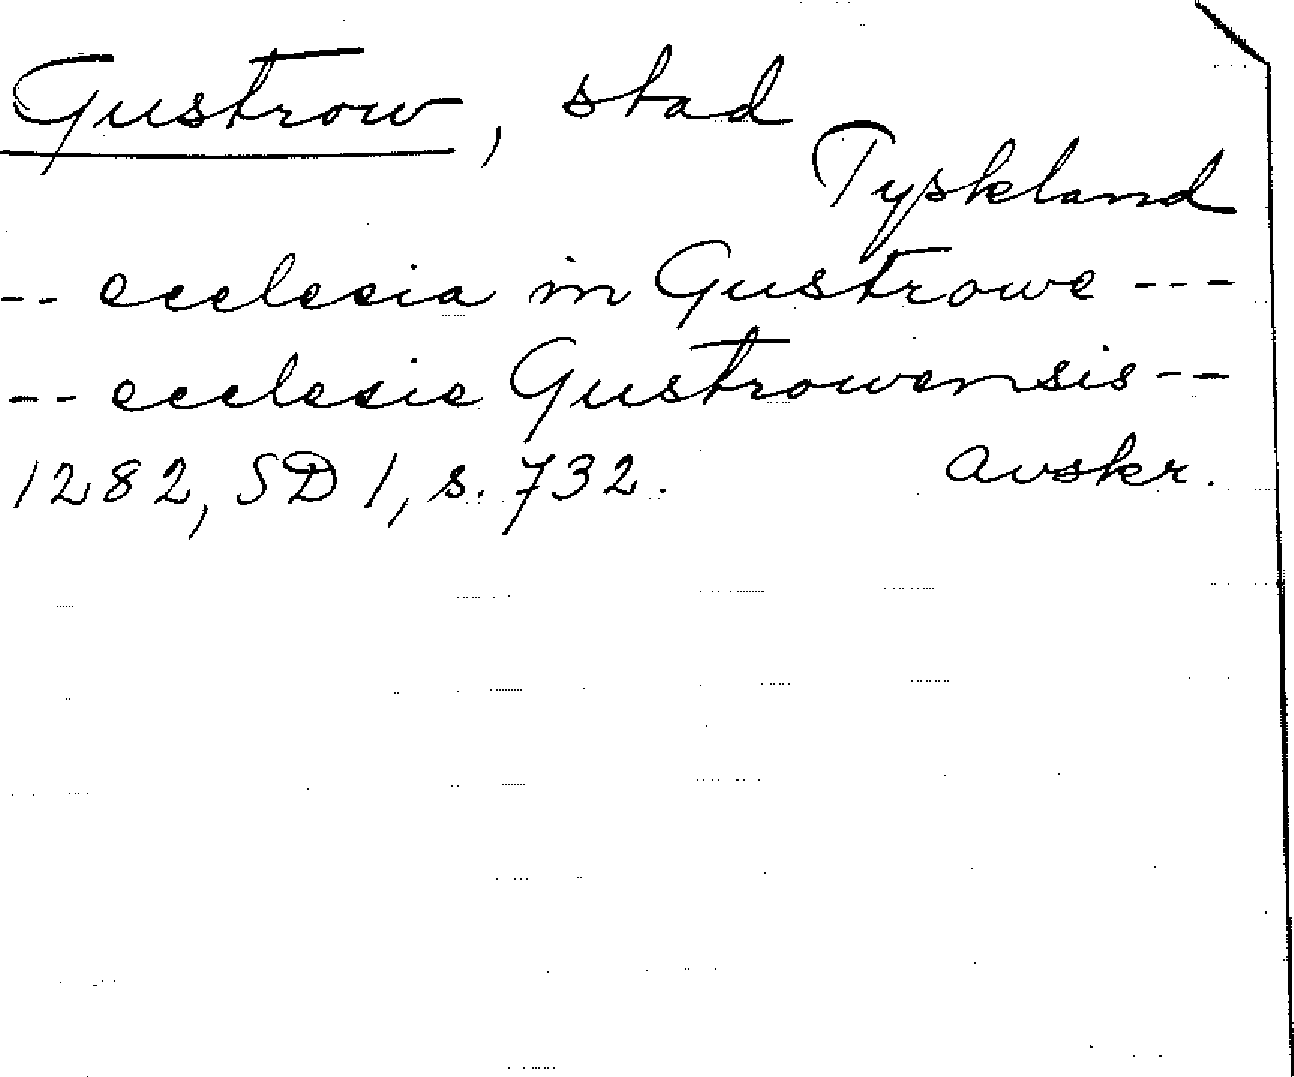 Gustrow, stad
Tyskland
-- ecclesia in Gustrowe ---
-- ecclesie Gustrowensis --
1282, SD 1, s. 732. avskr.